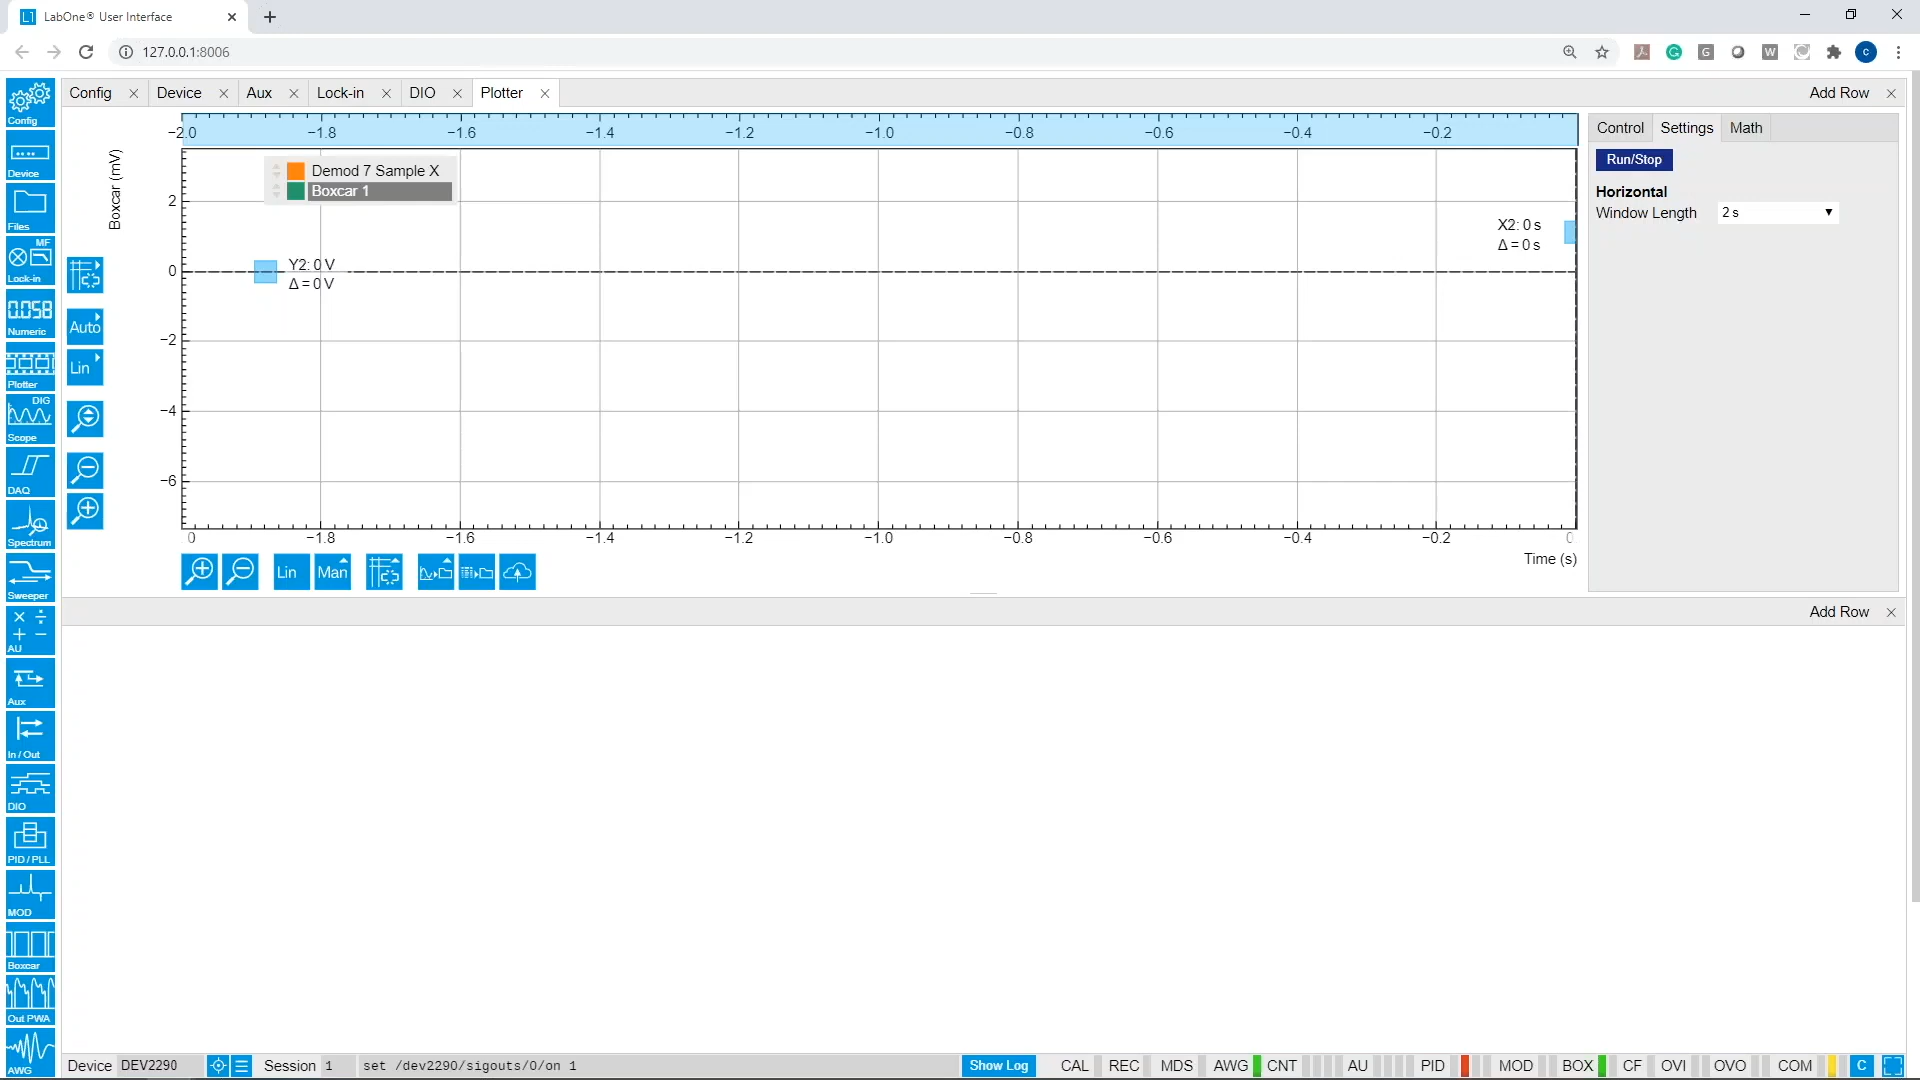 LabOne® User Interface
127.0.0.1:8006
C
Config
Device
Files
MF
Lock-in
0.058
Numeric
Plotter
DIG
Scope
DAQ
Spectrum
Sweeper
AU
Aux
In / Out
DIO
PID / PLL
MOD
Boxcar
Out PWA
AWG
Config Device Aux Lock-in DIO Plotter Add Row
-2.0 -1.8 -1.6 -1.4 -1.2 -1.0 -0.8 -0.6 -0.4 -0.2
Boxcar (mV)
Demod 7 Sample X
Boxcar 1
2
0
-2
-4
-6
Y2: 0 V
Δ = 0 V
X2: 0 s
Δ = 0 s
Auto
Lin
0 -1.8 -1.6 -1.4 -1.2 -1.0 -0.8 -0.6 -0.4 -0.2 0
Time (s)
Lin Man
Control Settings Math
Run/Stop
Horizontal
Window Length 2 s
Add Row
Device DEV2290 Session 1 set /dev2290/sigouts/0/on 1 Show Log CAL REC MDS AWG CNT AU PID MOD BOX CF OVI OVO COM C